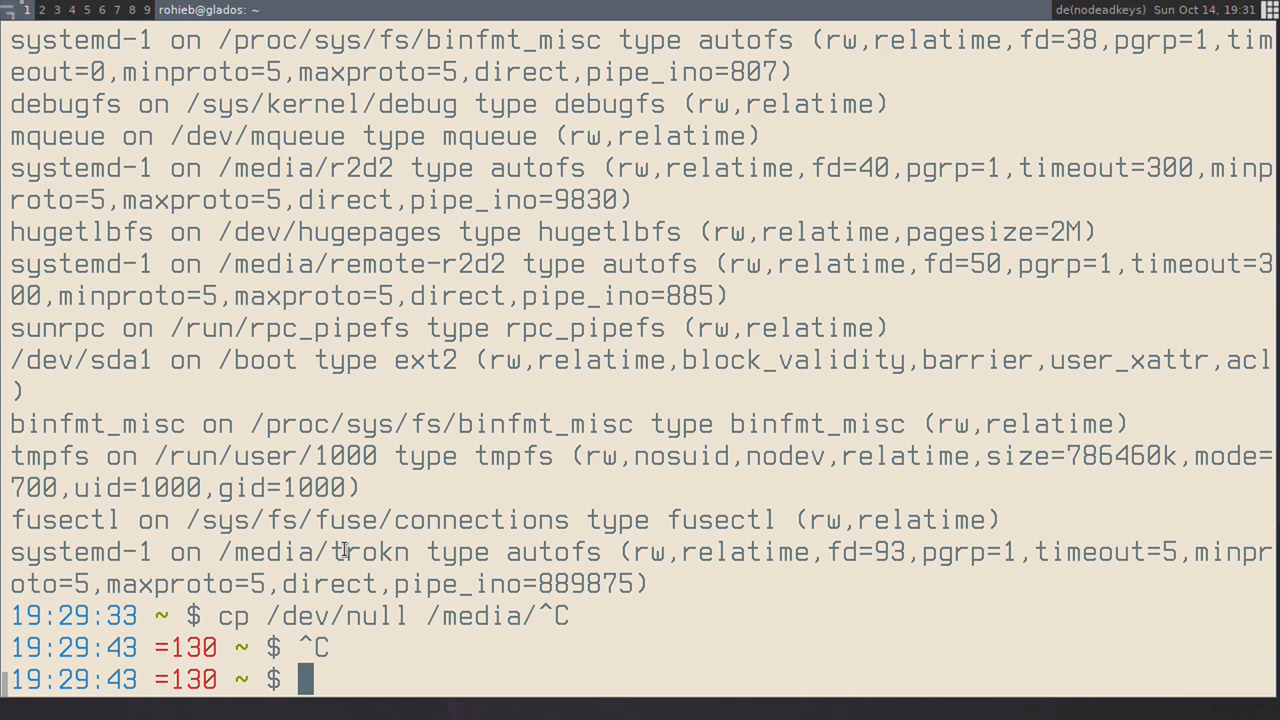 1 2 3 4 5 6 7 8 9 rohieb@glados: ~ de(nodeadkeys) Sun Oct 14, 19:31
systemd-1 on /proc/sys/fs/binfmt_misc type autofs (rw,relatime,fd=38,pgrp=1,tim
eout=0,minproto=5,maxproto=5,direct,pipe_ino=807)
debugfs on /sys/kernel/debug type debugfs (rw,relatime)
mqueue on /dev/mqueue type mqueue (rw,relatime)
systemd-1 on /media/r2d2 type autofs (rw,relatime,fd=40,pgrp=1,timeout=300,minp
roto=5,maxproto=5,direct,pipe_ino=9830)
hugetlbfs on /dev/hugepages type hugetlbfs (rw,relatime,pagesize=2M)
systemd-1 on /media/remote-r2d2 type autofs (rw,relatime,fd=50,pgrp=1,timeout=3
00,minproto=5,maxproto=5,direct,pipe_ino=885)
sunrpc on /run/rpc_pipefs type rpc_pipefs (rw,relatime)
/dev/sda1 on /boot type ext2 (rw,relatime,block_validity,barrier,user_xattr,acl
)
binfmt_misc on /proc/sys/fs/binfmt_misc type binfmt_misc (rw,relatime)
tmpfs on /run/user/1000 type tmpfs (rw,nosuid,nodev,relatime,size=786460k,mode=
700,uid=1000,gid=1000)
fusectl on /sys/fs/fuse/connections type fusectl (rw,relatime)
systemd-1 on /media/trokn type autofs (rw,relatime,fd=93,pgrp=1,timeout=5,minpr
oto=5,maxproto=5,direct,pipe_ino=889875)
19:29:33 ~ $ cp /dev/null /media/^C
19:29:43 =130 ~ $ ^C
19:29:43 =130 ~ $